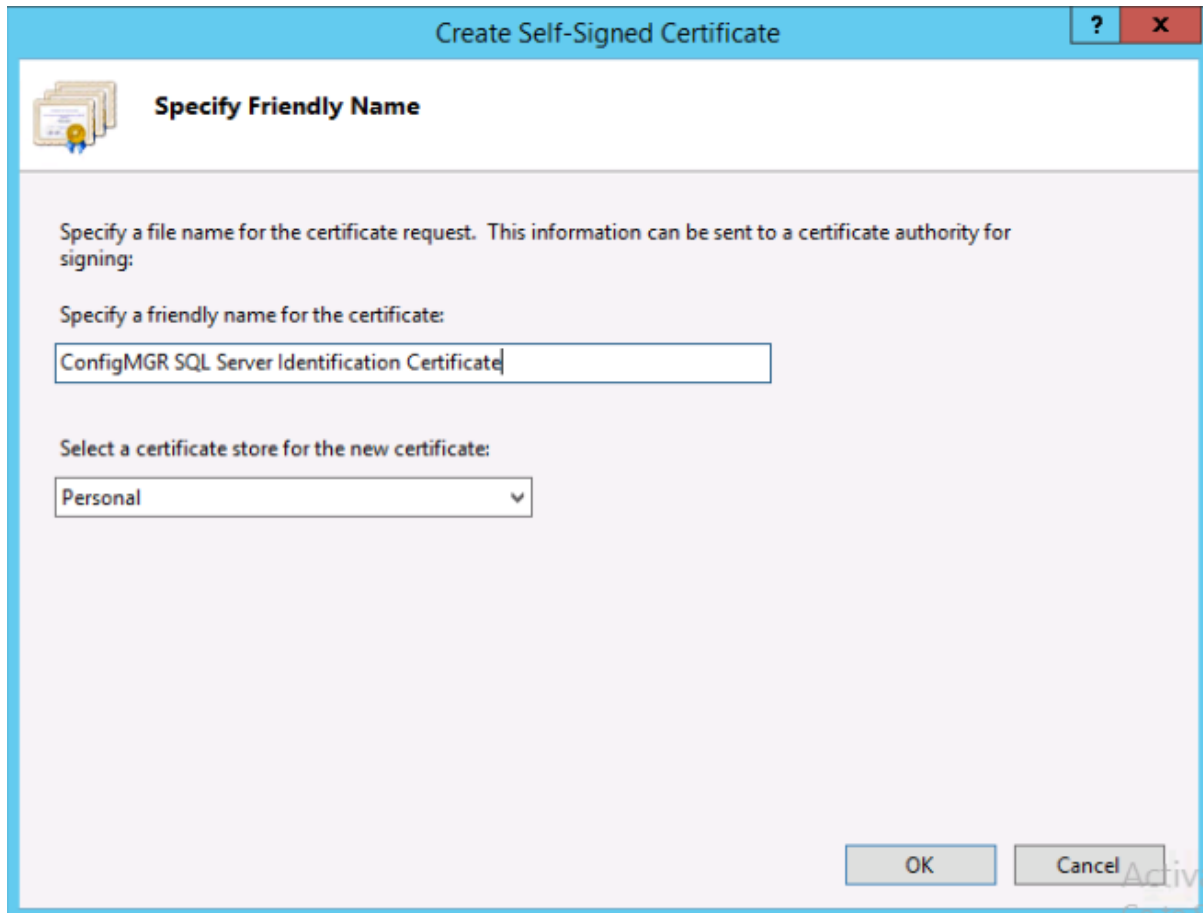 Create Self-Signed Certificate
? x
Specify Friendly Name
Specify a file name for the certificate request.  This information can be sent to a certificate authority for
signing:
Specify a friendly name for the certificate:
ConfigMGR SQL Server Identification Certificate
Select a certificate store for the new certificate:
Personal
OK
Cancel
Activ